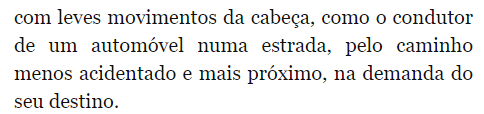 com leves movimentos da cabeça, como o condutor
de um automóvel numa estrada, pelo caminho
menos acidentado e mais próximo, na demanda do
seu destino.